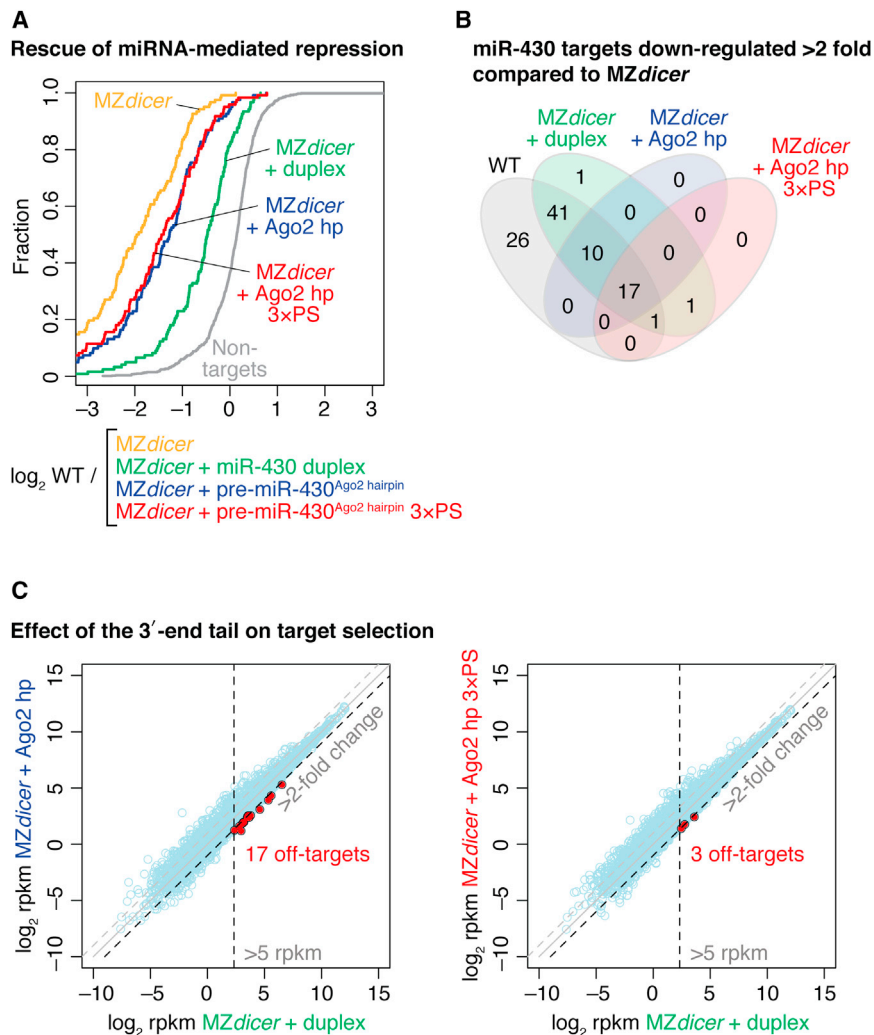 A
Rescue of miRNA-mediated repression
1.0
0.8
0.6
0.4
0.2
0
Fraction
MZdicer
MZdicer
+ duplex
MZdicer
+ Ago2 hp
MZdicer
+ Ago2 hp
3×PS
Non-
targets
−3 −2 −1 0 1 2 3
log2 WT /
MZdicer
MZdicer + miR-430 duplex
MZdicer + pre-miR-430Ago2 hairpin
MZdicer + pre-miR-430Ago2 hairpin 3×PS
B
miR-430 targets down-regulated >2 fold
compared to MZdicer
WT
MZdicer
+ duplex
MZdicer
+ Ago2 hp
MZdicer
+ Ago2 hp
3×PS
1 0
41 0 0
26 10 0 0
17
0 0 1 1
0
C
Effect of the 3′-end tail on target selection
log2 rpkm MZdicer + Ago2 hp
15
10
5
0
−5
−10
>2-fold change
17 off-targets
>5 rpkm
−10 −5 0 5 10 15
log2 rpkm MZdicer + duplex
log2 rpkm MZdicer + Ago2 hp 3×PS
15
10
5
0
−5
−10
>2-fold change
3 off-targets
>5 rpkm
−10 −5 0 5 10 15
log2 rpkm MZdicer + duplex